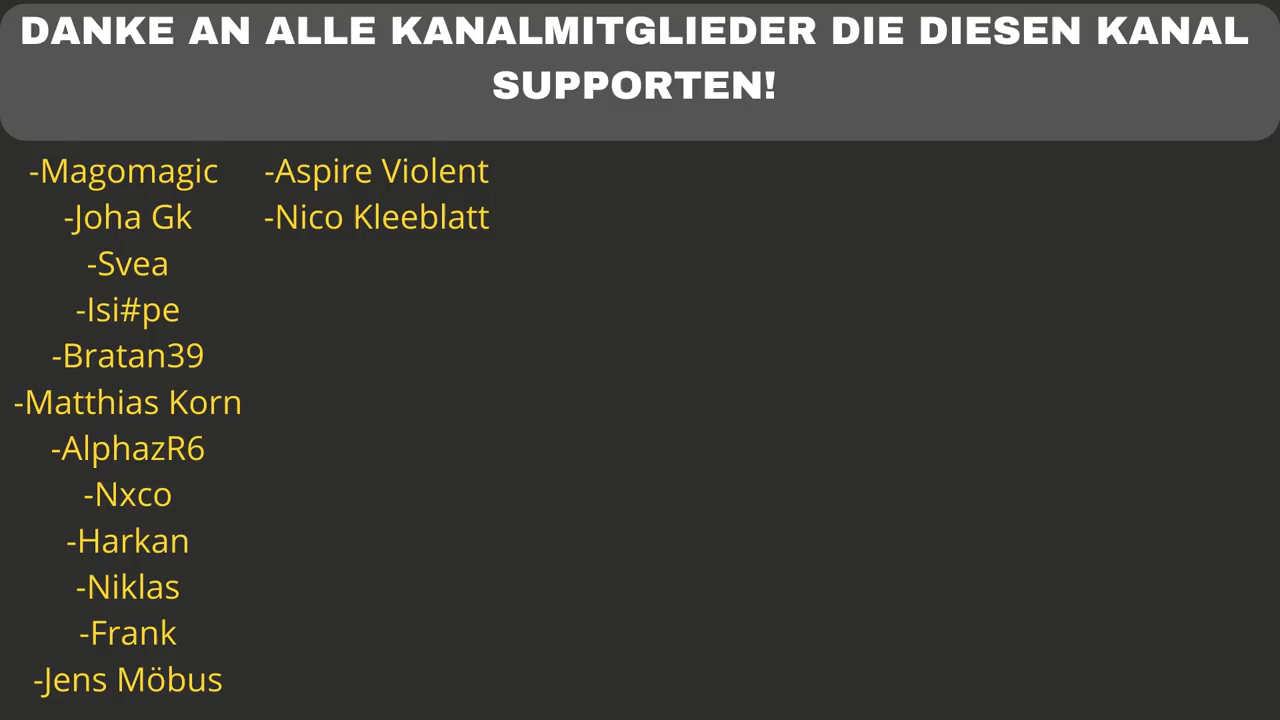 DANKE AN ALLE KANALMITGLIEDER DIE DIESEN KANAL
SUPPORTEN!
-Magomagic
-Joha Gk
-Svea
-Isi#pe
-Bratan39
-Matthias Korn
-AlphazR6
-Nxco
-Harkan
-Niklas
-Frank
-Jens Möbus
-Aspire Violent
-Nico Kleeblatt